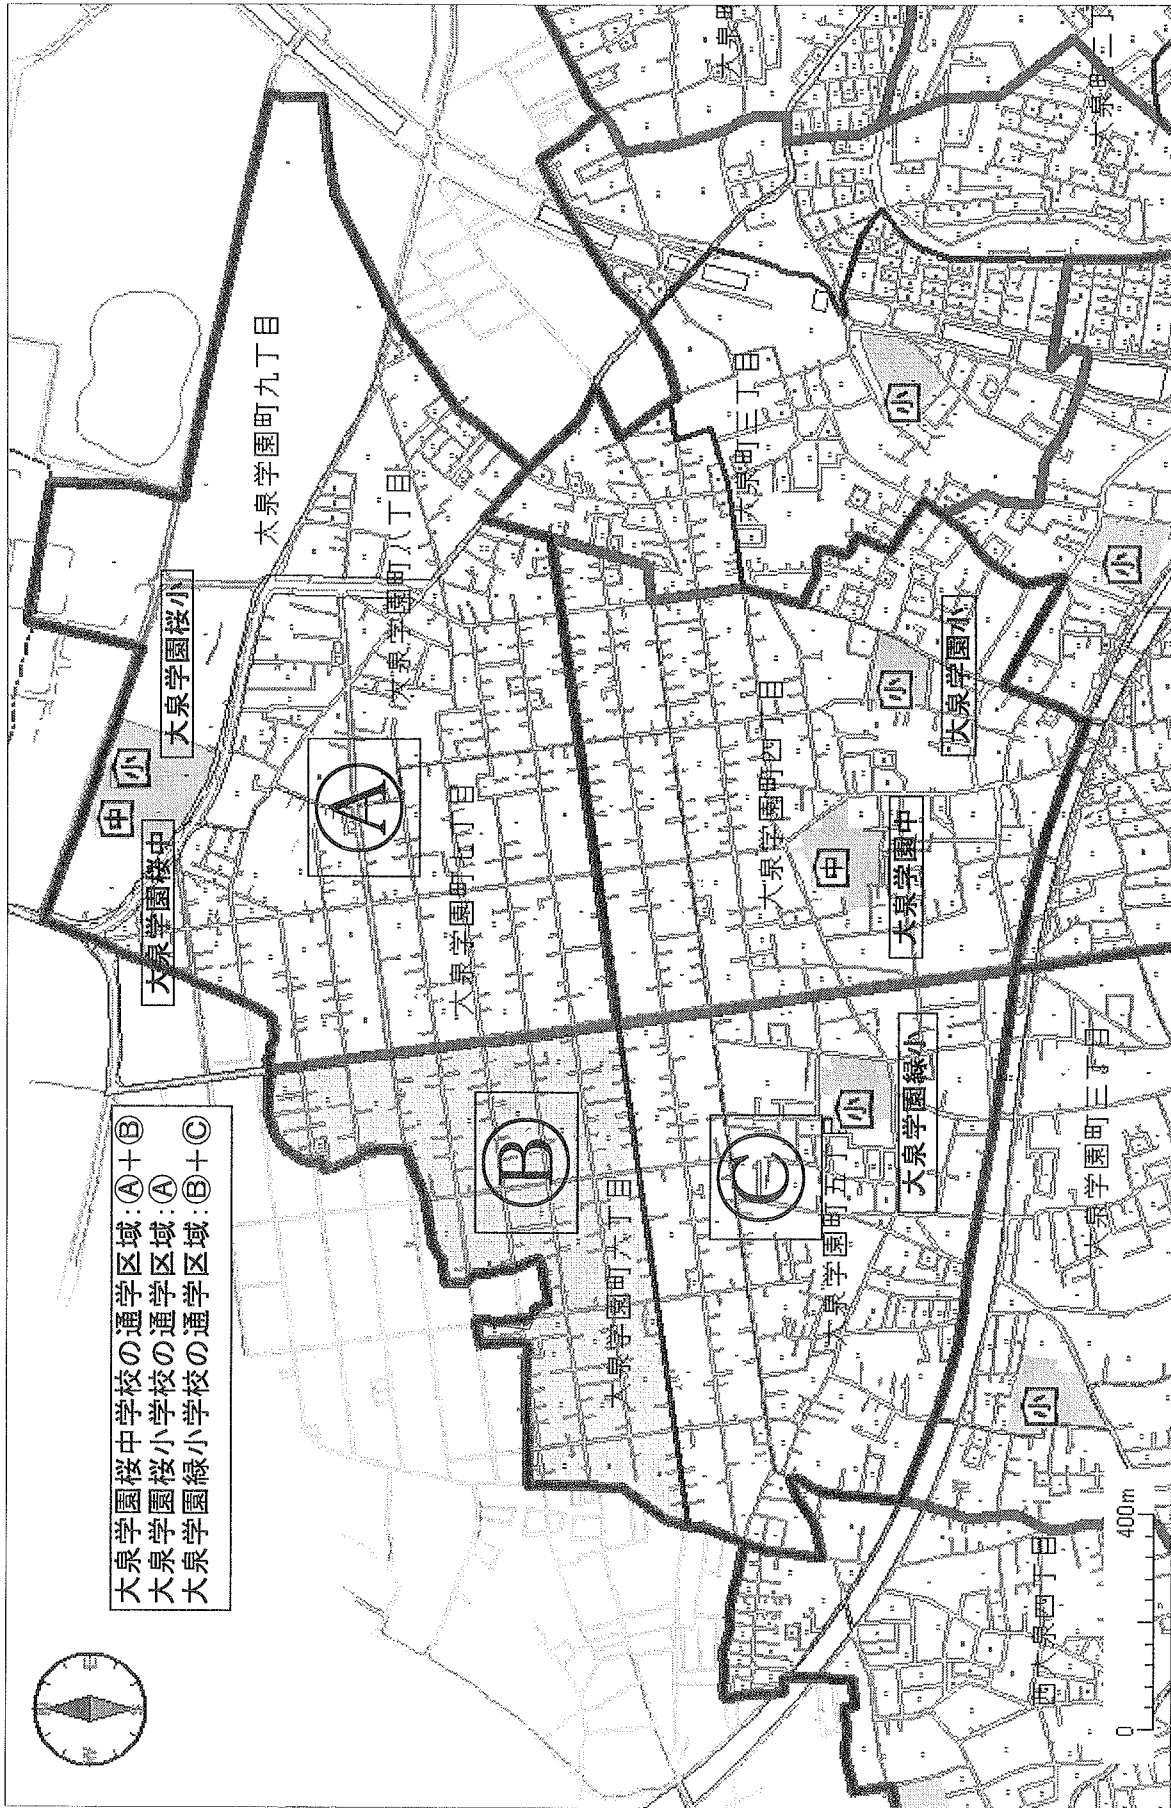 大泉学園桜中学校の通学区域:Ⓐ+Ⓑ
大泉学園桜小学校の通学区域:Ⓐ
大泉学園緑小学校の通学区域:Ⓑ+Ⓒ
中
小
大泉学園桜中
大泉学園桜小
大泉学園町九丁目
大泉学園町八丁目
Ⓐ
大泉学園町七丁目
Ⓑ
大泉学園町六丁目
大泉町三丁目
Ⓒ
大泉学園町四丁目
大泉学園町五丁目
小
中
小
小
大泉学園緑小
大泉学園中
大泉学園小
小
小
大泉学園町三丁目
西大泉四丁目
0
400m